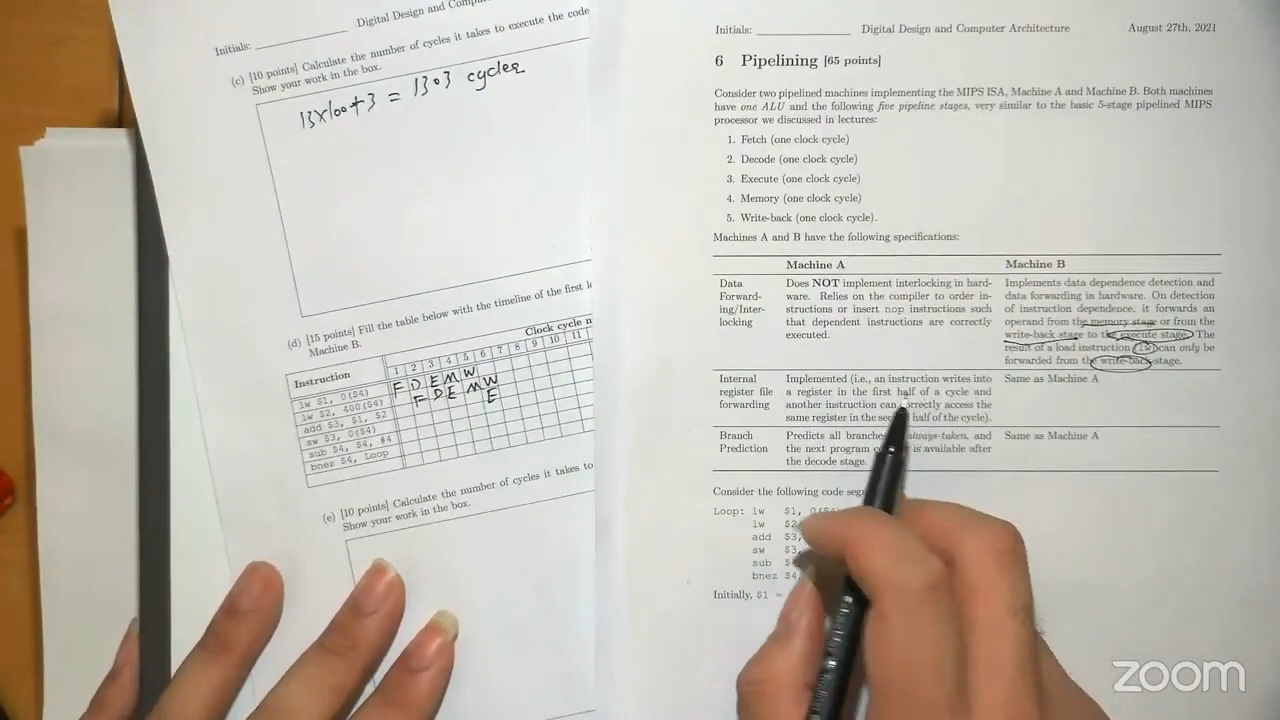 Initials:
Digital Design and
(c) [10 points] Calculate the number of cycles it takes to execute the code
Show your work in the box.
13x100+3 = 1303 cycles
(d) [15 points] Fill the table below with the timeline of the first
Machine B.
Instruction
Clock cycle
1 2 3 4 5 6 7 8 9 10 11
lw $1, 0($4) F D E M W
lw $2, 400($4) F D E M W
add $3, $1, $2 E
sw $3, 0($4)
sub $4, $4, #4
bnez $4, Loop
(e) [10 points] Calculate the number of cycles it takes to
Show your work in the box.
Initials: Digital Design and Computer Architecture August 27th, 2021
6 Pipelining [65 points]
Consider two pipelined machines implementing the MIPS ISA, Machine A and Machine B. Both machines
have one ALU and the following five pipeline stages, very similar to the basic 5-stage pipelined MIPS
processor we discussed in lectures:
1. Fetch (one clock cycle)
2. Decode (one clock cycle)
3. Execute (one clock cycle)
4. Memory (one clock cycle)
5. Write-back (one clock cycle).
Machines A and B have the following specifications:
Machine A Machine B
Data
Forward-
ing/Inter-
locking
Does NOT implement interlocking in hard-
ware. Relies on the compiler to order in-
structions or insert nop instructions such
that dependent instructions are correctly
executed.
Implements data dependence detection and
data forwarding in hardware. On detection
of instruction dependence, it forwards an
operand from the memory stage or from the
write-back stage to the execute stage. The
result of a load instruction (lw) can only be
forwarded from the write-back stage.
Internal
register file
forwarding
Implemented (i.e., an instruction writes into
a register in the first half of a cycle and
another instruction can correctly access the
same register in the second half of the cycle).
Same as Machine A
Branch
Prediction
Predicts all branches always-taken, and
the next program is available after
the decode stage.
Same as Machine A
Consider the following code
Loop: lw $1, 0($4)
lw $2
add $3,
sw $3,
sub
bnez $4
Initially, $1 =
zoom